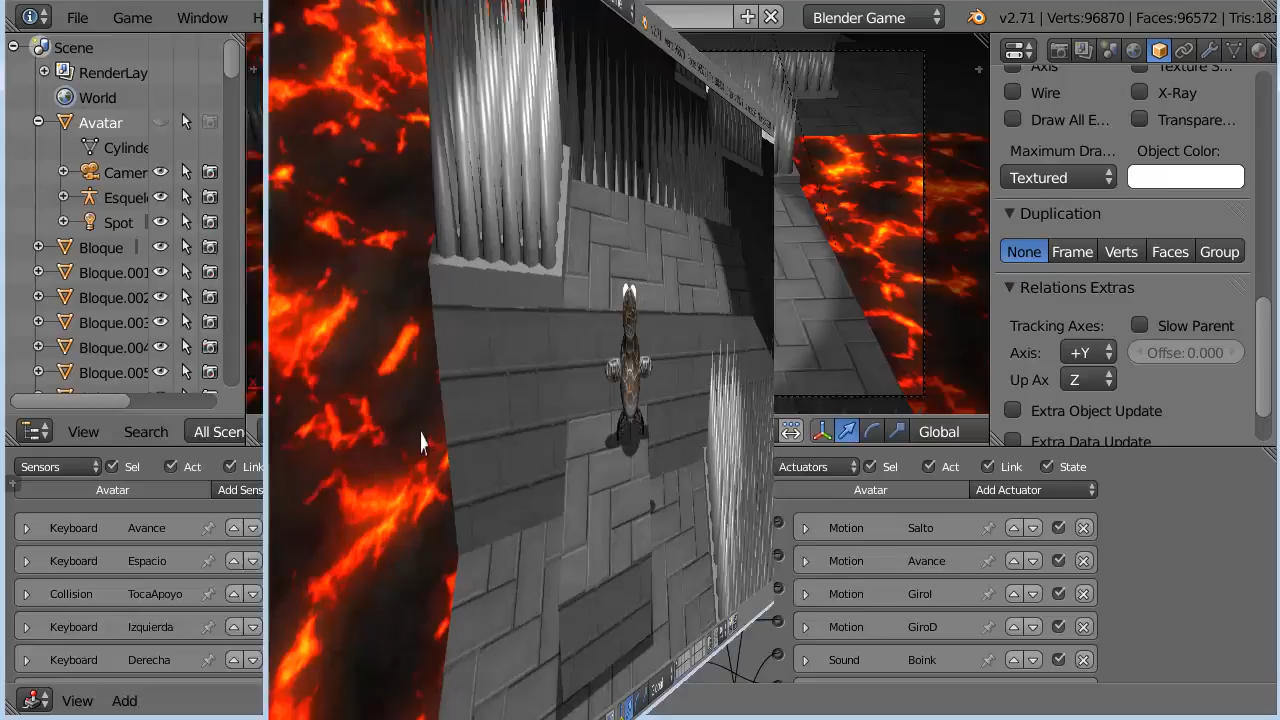 File Game Window H
Blender Game
v2.71 | Verts:96870 | Faces:96572 | Tris:181
Scene
RenderLay
World
Avatar
Cylinde
Camer
Esquel
Spot
Bloque
Bloque.001
Bloque.002
Bloque.003
Bloque.004
Bloque.005
View Search All Scen
Axis Texture S...
Wire X-Ray
Draw All E... Transpare...
Maximum Dra... Object Color:
Textured
Duplication
None Frame Verts Faces Group
Relations Extras
Tracking Axes: Slow Parent
Axis: +Y Offse: 0.000
Up Ax Z
Extra Object Update
Extra Data Update
Global
Sensors Sel Act Link
Avatar Add Sens
Keyboard Avance
Keyboard Espacio
Collision TocaApoyo
Keyboard Izquierda
Keyboard Derecha
View Add
Actuators Sel Act Link State
Avatar Add Actuator
Motion Salto
Motion Avance
Motion GiroI
Motion GiroD
Sound Boink